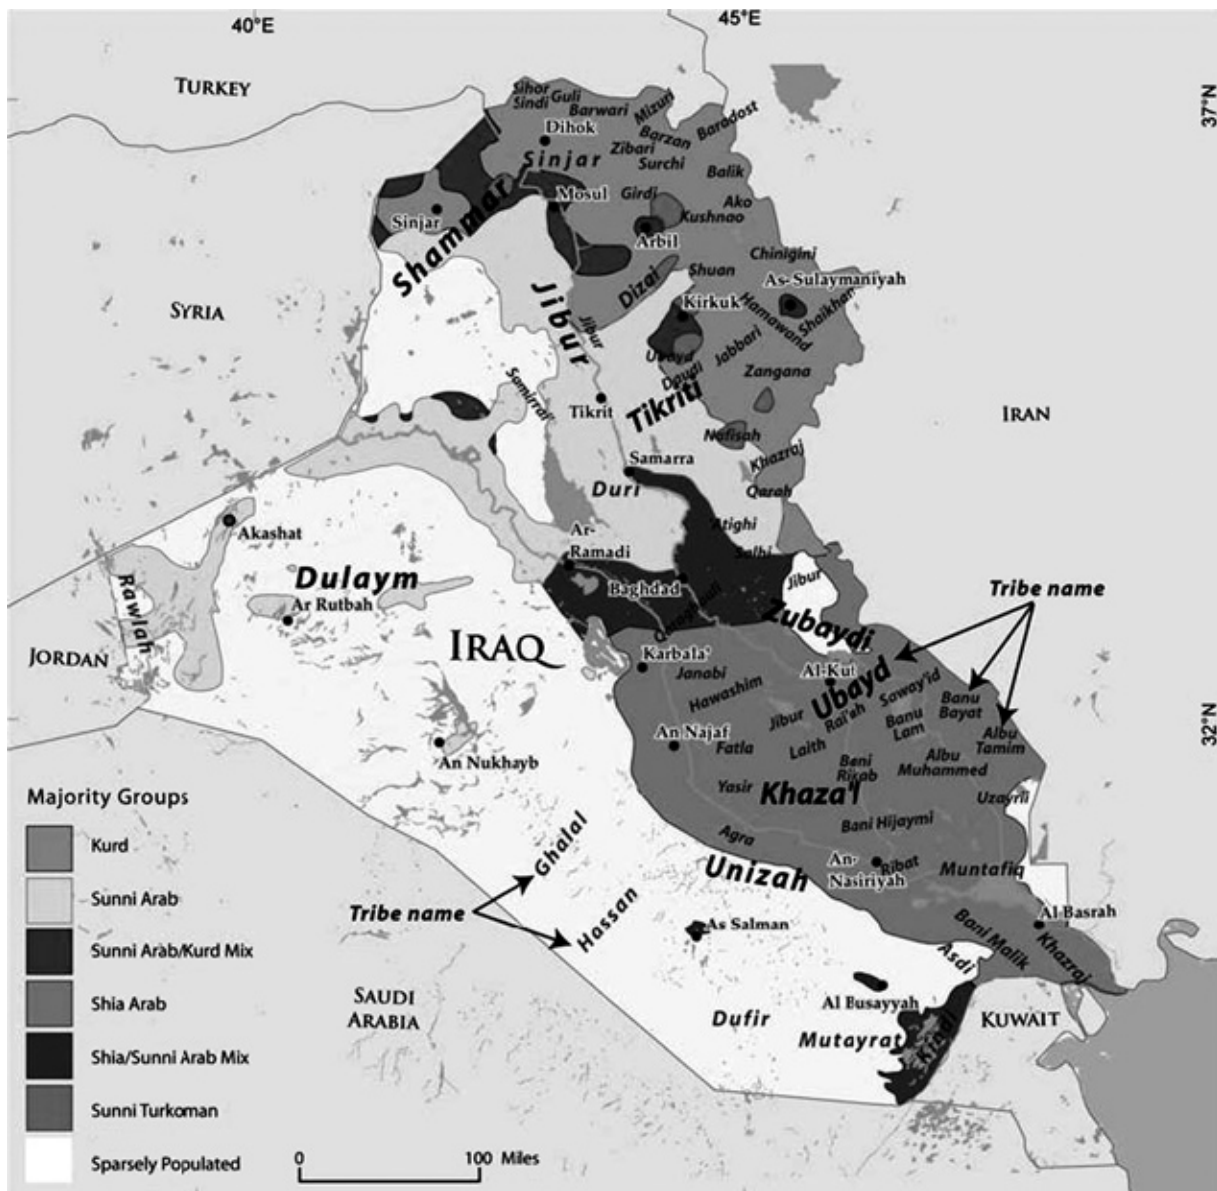 40°E
45°E
37°N
TURKEY
Sihor
Sindi
Guli
Barwari
Mizuri
Baradost
Dihok
Barzan
Zibari
Surchi
Sinjar
Balik
Mosul
Girdi
Ako
Kushnao
Sinjar
Shammar
Arbil
Chinigini
Shuan
As-Sulaymaniyah
Dizai
Jibur
SYRIA
Kirkuk
Hamawand
Shaikhan
Jibur
Ubayd
Jabbari
Daudi
Zangana
Samirral'
Tikrit
Tikriti
IRAN
Nafisah
Khazraj
Samarra
Duri
Qarah
Atighi
Akashat
Ar-
Ramadi
Salhi
Dulaym
Baghdad
Jibur
Rawlah
Ar Rutbah
Tribe name
Zubaydi
IRAQ
JORDAN
Karbala'
Janabi
Al-Kut
Ubayd
Hawashim
Saway'id
Banu
Bayat
32°N
Jibur
Rai'ah
Banu
Lam
An Najaf
Fatla
Laith
Albu
Tamim
An Nukhayb
Beni
Rikab
Albu
Muhammed
Yasir
Khaza'l
Uzayrii
Majority Groups
Kurd
Sunni Arab
Sunni Arab/Kurd Mix
Shia Arab
Shia/Sunni Arab Mix
Sunni Turkoman
Sparsely Populated
Bani Hijaymi
Agra
Ghalal
Unizah
An-
Nasiriyah
Ribat
Muntafiq
Tribe name
Hassan
As Salman
Al Basrah
Bani Malik
Khazraj
Asdi
SAUDI
ARABIA
Al Busayyah
Dufir
Mutayrat
KUWAIT
0
100 Miles